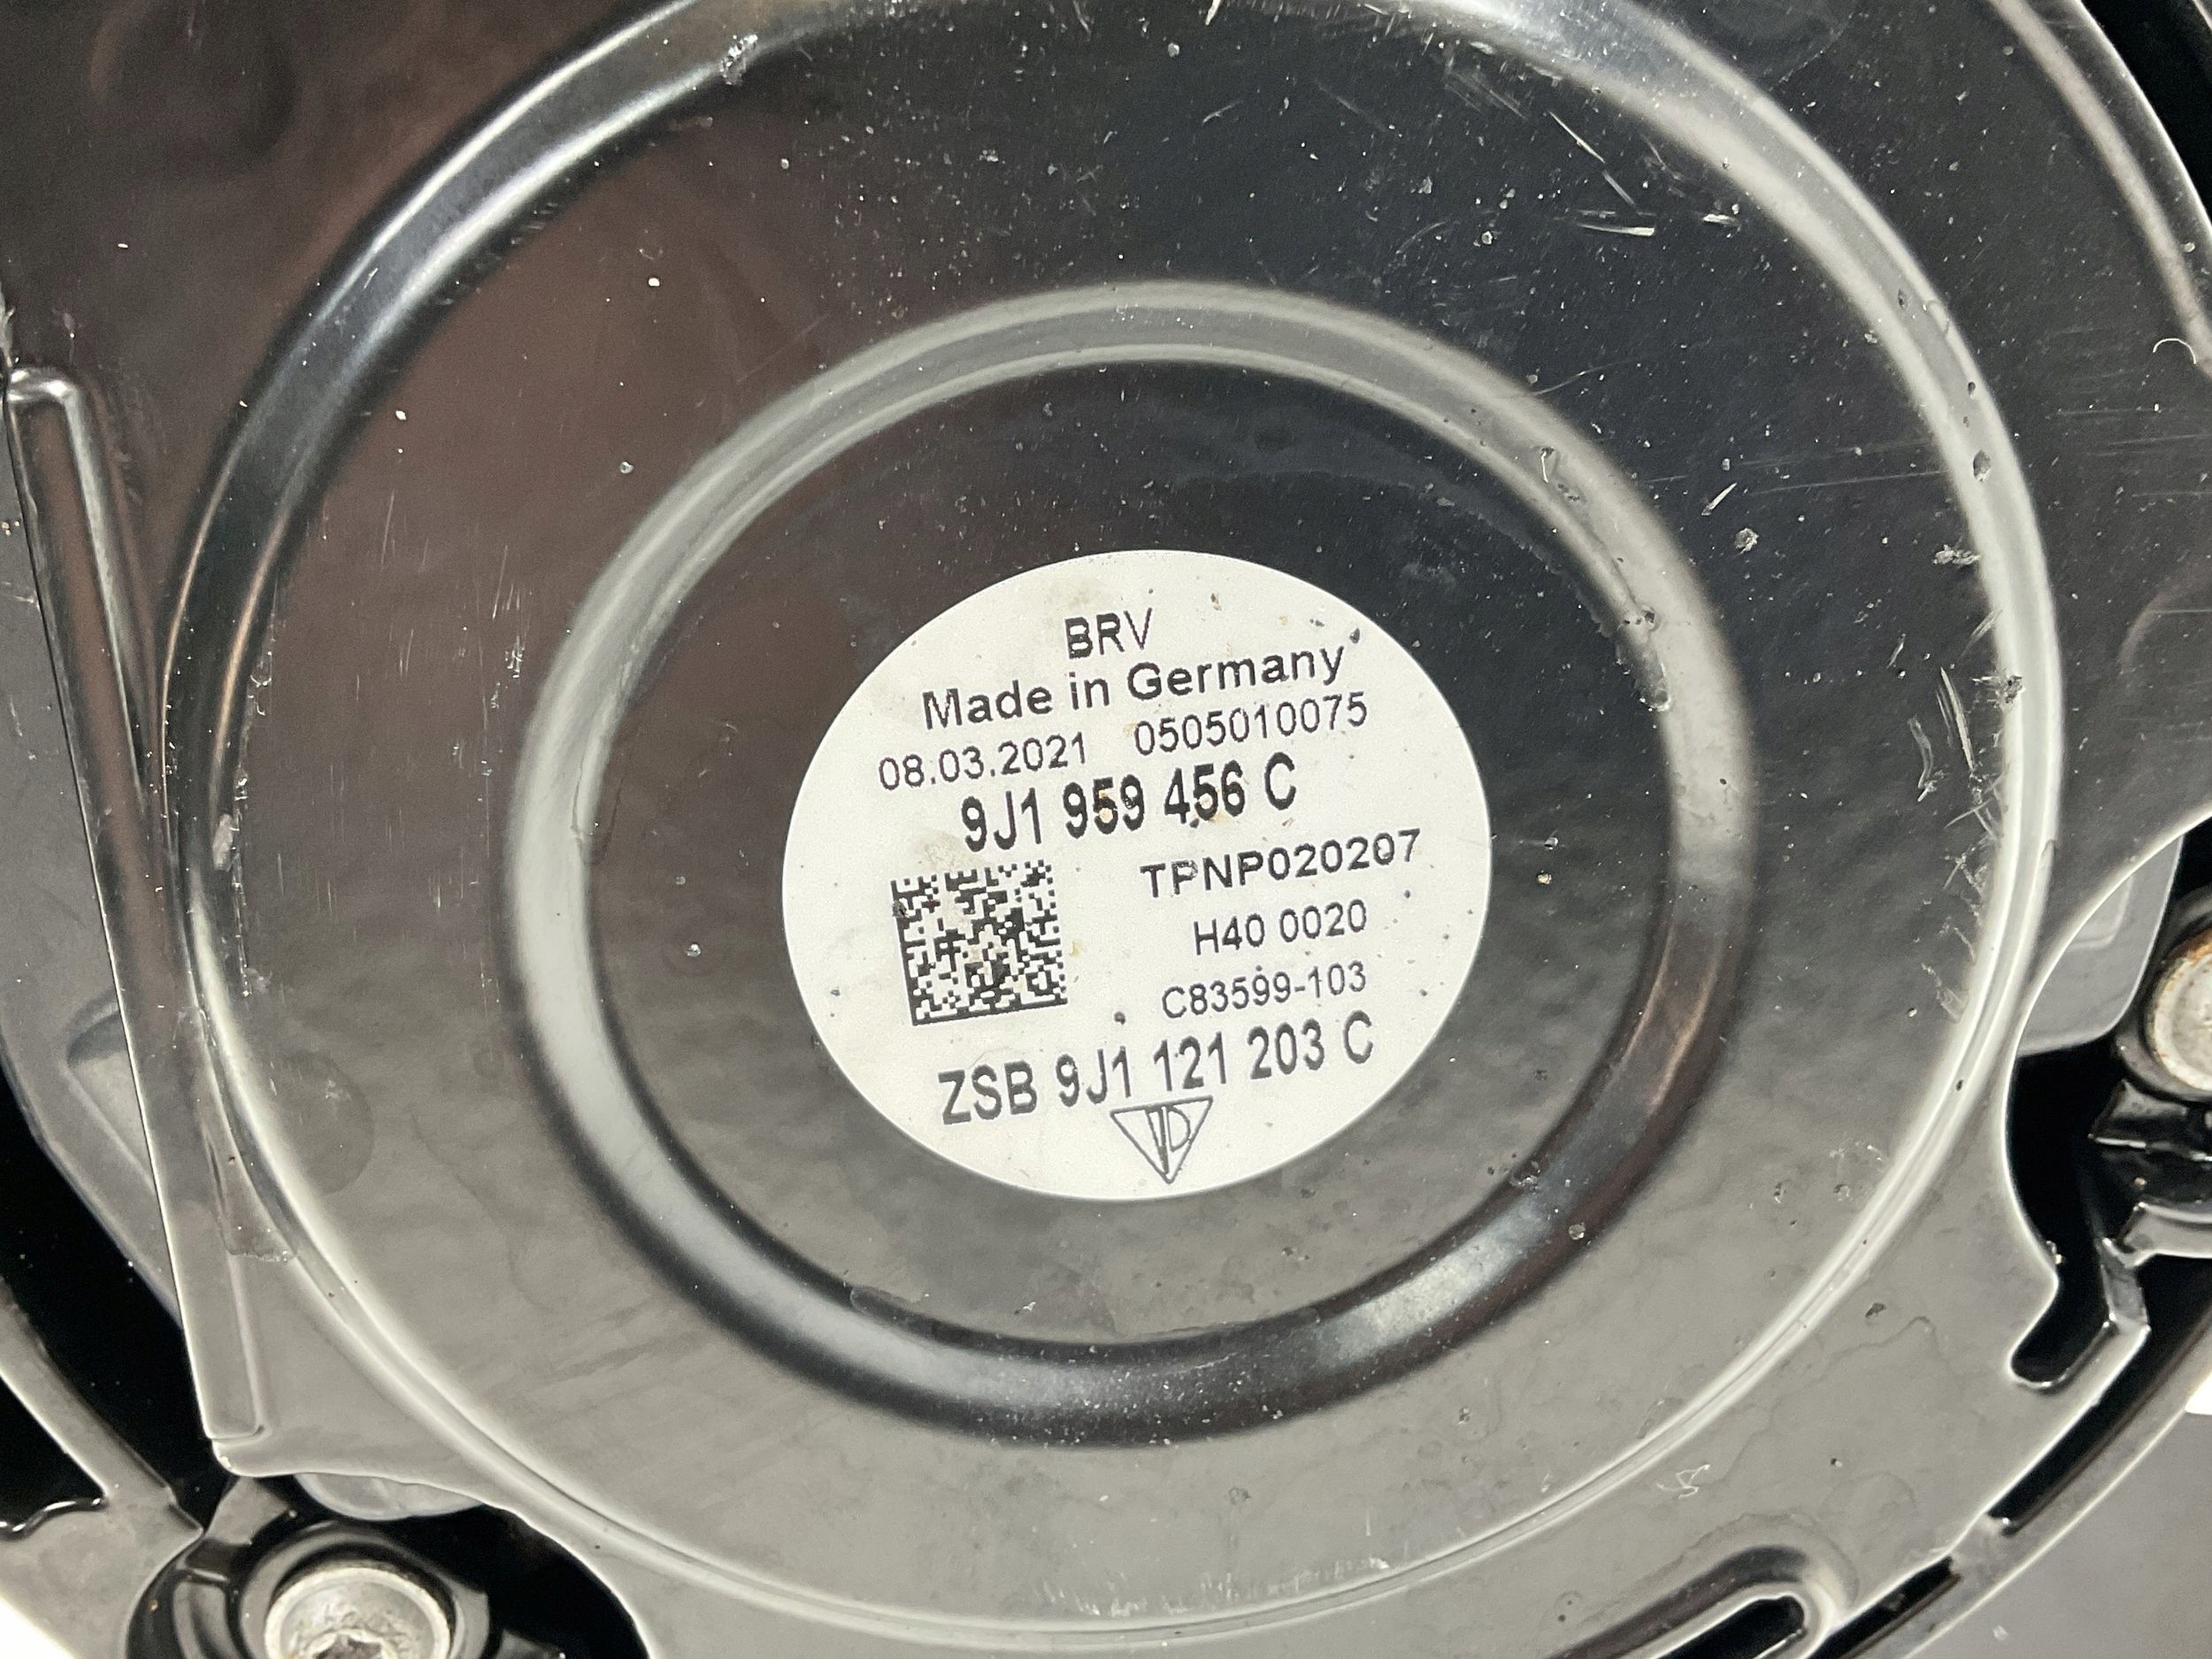 BRV
Made in Germany
08.03.2021 0505010075
9J1 959 456 C
TPNP020207
H40 0020
C83599-103
ZSB 9J1 121 203 C